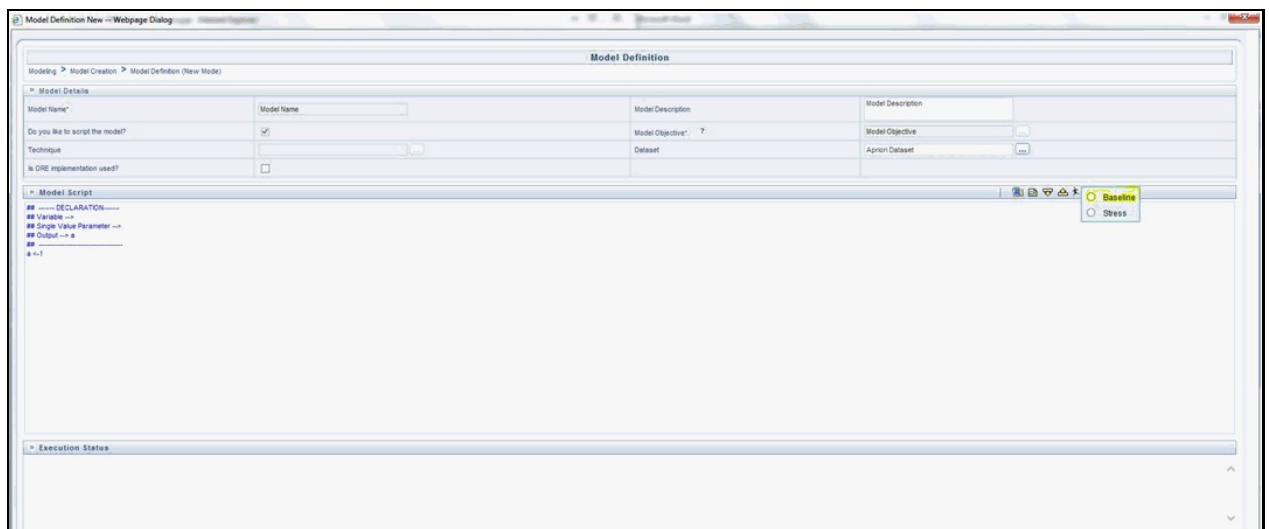 Model Definition New -- Webpage Dialog
Model Definition
Modeling > Model Creation > Model Definition (New Mode)
Model Details
Model Name*
Model Name
Model Description
Model Description
Do you like to script the model?
Model Objective*
?
Model Objective
...
Technique
...
Dataset
Apriori Dataset
...
Is ORE implementation used?
Model Script
Baseline
Stress
## ------- DECLARATION-------
## Variable -->
## Single Value Parameter -->
## Output --> a
## -----------------------------------
a <-1
Execution Status